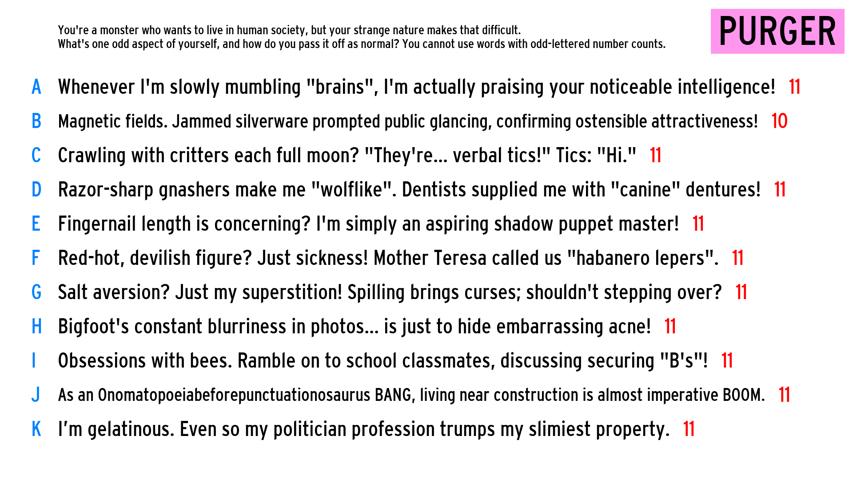 You're a monster who wants to live in human society, but your strange nature makes that difficult.
What's one odd aspect of yourself, and how do you pass it off as normal? You cannot use words with odd-lettered number counts.
PURGER
A Whenever I'm slowly mumbling "brains", I'm actually praising your noticeable intelligence! 11
B Magnetic fields. Jammed silverware prompted public glancing, confirming ostensible attractiveness! 10
C Crawling with critters each full moon? "They're... verbal tics!" Tics: "Hi." 11
D Razor-sharp gnashers make me "wolflike". Dentists supplied me with "canine" dentures! 11
E Fingernail length is concerning? I'm simply an aspiring shadow puppet master! 11
F Red-hot, devilish figure? Just sickness! Mother Teresa called us "habanero lepers". 11
G Salt aversion? Just my superstition! Spilling brings curses; shouldn't stepping over? 11
H Bigfoot's constant blurriness in photos... is just to hide embarrassing acne! 11
I Obsessions with bees. Ramble on to school classmates, discussing securing "B's"! 11
J As an Onomatopoeiabeforepunctuationosaurus BANG, living near construction is almost imperative BOOM. 11
K I'm gelatinous. Even so my politician profession trumps my slimiest property. 11